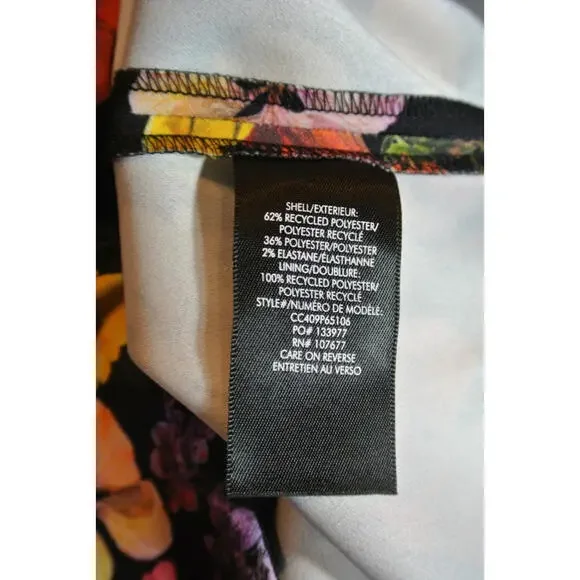 SHELL/EXTERIEUR:
62% RECYCLED POLYESTER/
POLYESTER RECYCLÉ
36% POLYESTER/POLYESTER
2% ELASTANE/ÉLASTHANNE
LINING/DOUBLURE:
100% RECYCLED POLYESTER/
POLYESTER RECYCLÉ
STYLE#/NUMÉRO DE MODÈLE:
CC409P65106
PO# 133977
RN# 107677
CARE ON REVERSE
ENTRETIEN AU VERSO